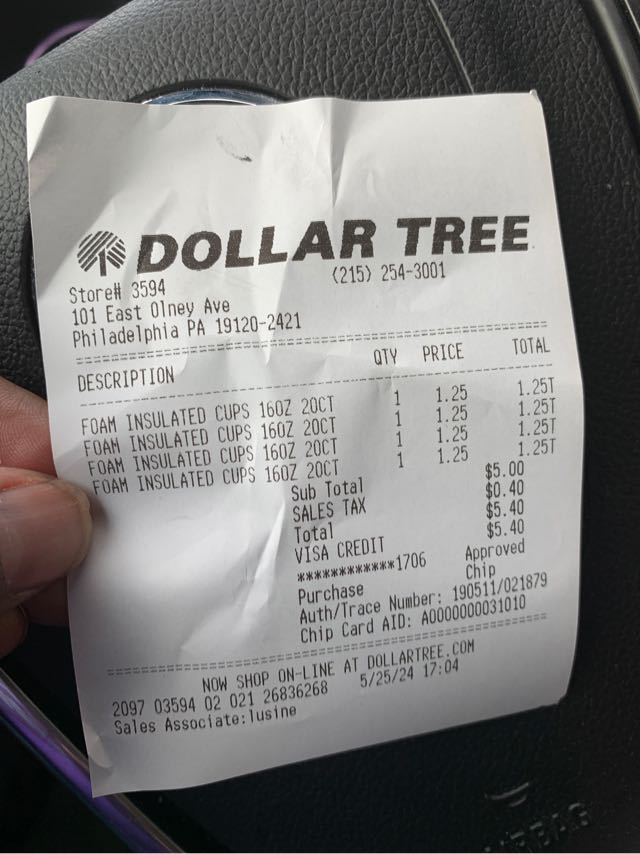 DOLLAR TREE
(215) 254-3001
Store# 3594
101 East Olney Ave
Philadelphia PA 19120-2421
DESCRIPTION QTY PRICE TOTAL
FOAM INSULATED CUPS 16OZ 20CT 1 1.25 1.25T
FOAM INSULATED CUPS 16OZ 20CT 1 1.25 1.25T
FOAM INSULATED CUPS 16OZ 20CT 1 1.25 1.25T
FOAM INSULATED CUPS 16OZ 20CT 1 1.25 1.25T
Sub Total $5.00
SALES TAX $0.40
Total $5.40
VISA CREDIT $5.40
************1706 Approved
Purchase Chip
Auth/Trace Number: 190511/021879
Chip Card AID: A0000000031010
NOW SHOP ON-LINE AT DOLLARTREE.COM
2097 03594 02 021 26836268 5/25/24 17:04
Sales Associate:lusine
AIRBAG